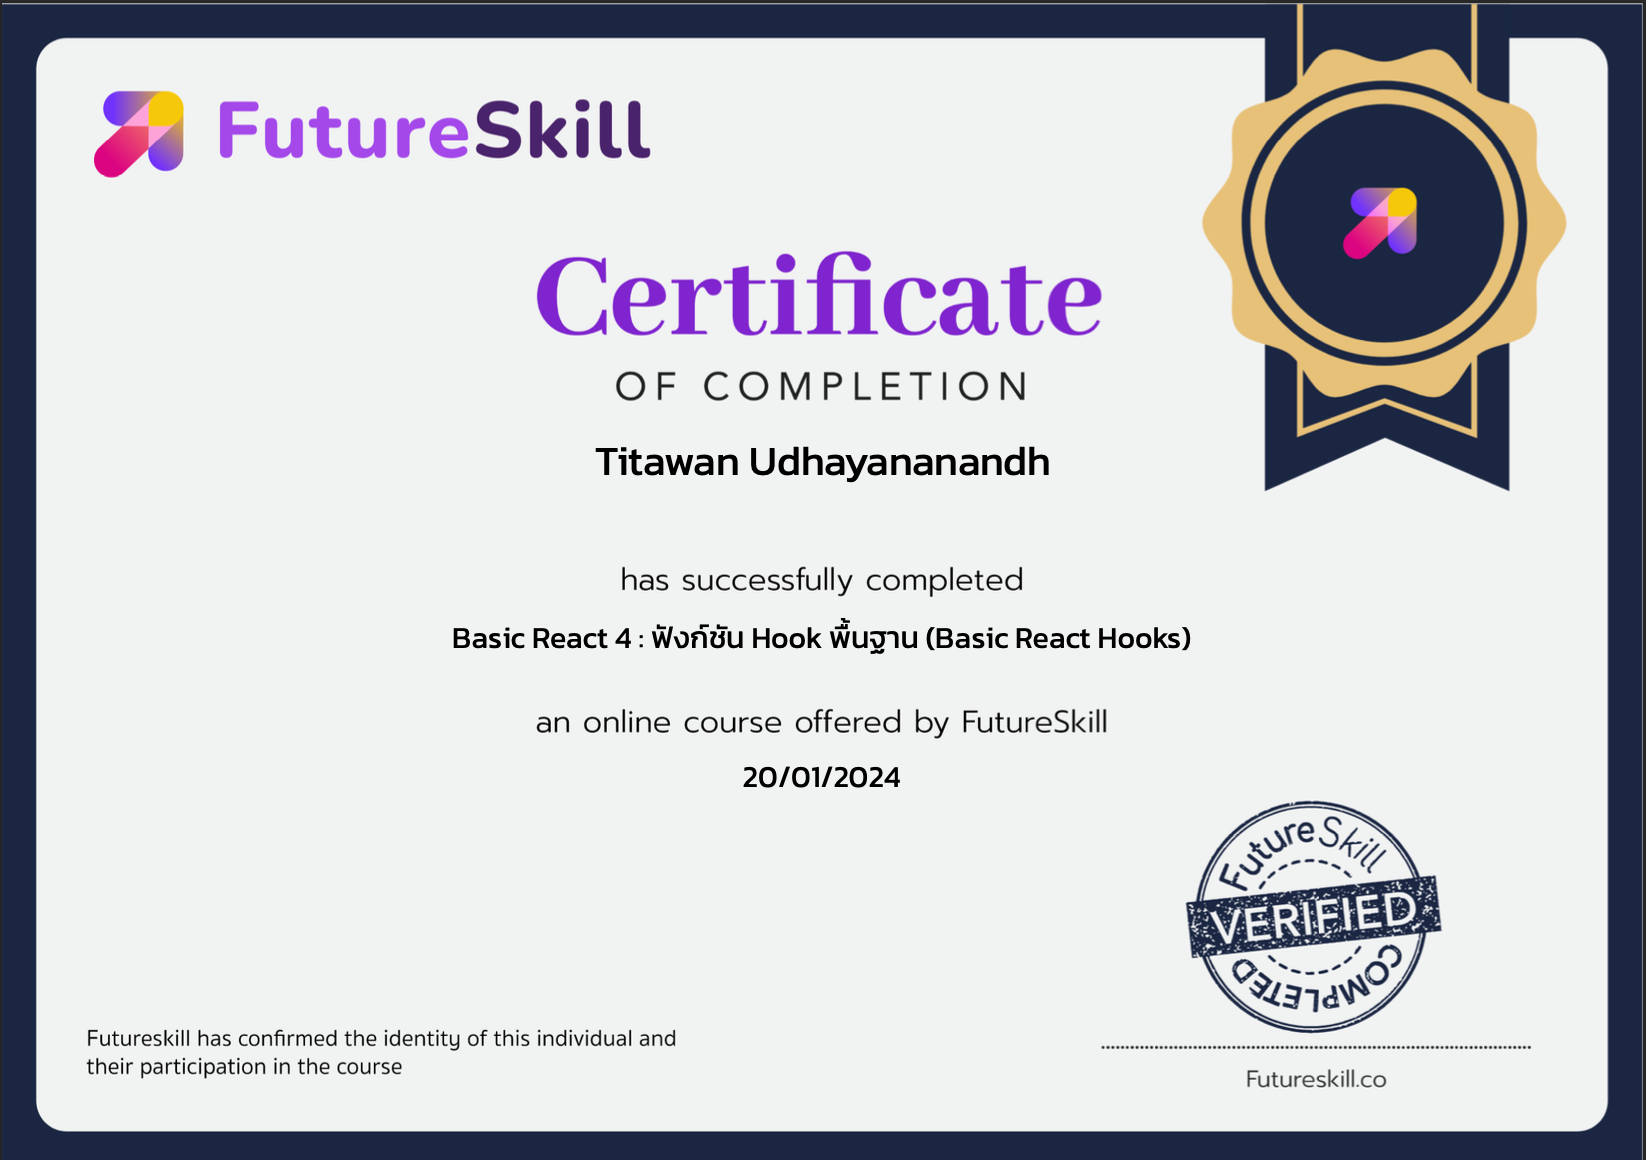 FutureSkill
Certificate
OF COMPLETION
Titawan Udhayananandh
has successfully completed
Basic React 4 : ฟังก์ชัน Hook พื้นฐาน (Basic React Hooks)
an online course offered by FutureSkill
20/01/2024
FutureSkill
VERIFIED
COMPLETED
Futureskill has confirmed the identity of this individual and
their participation in the course
Futureskill.co